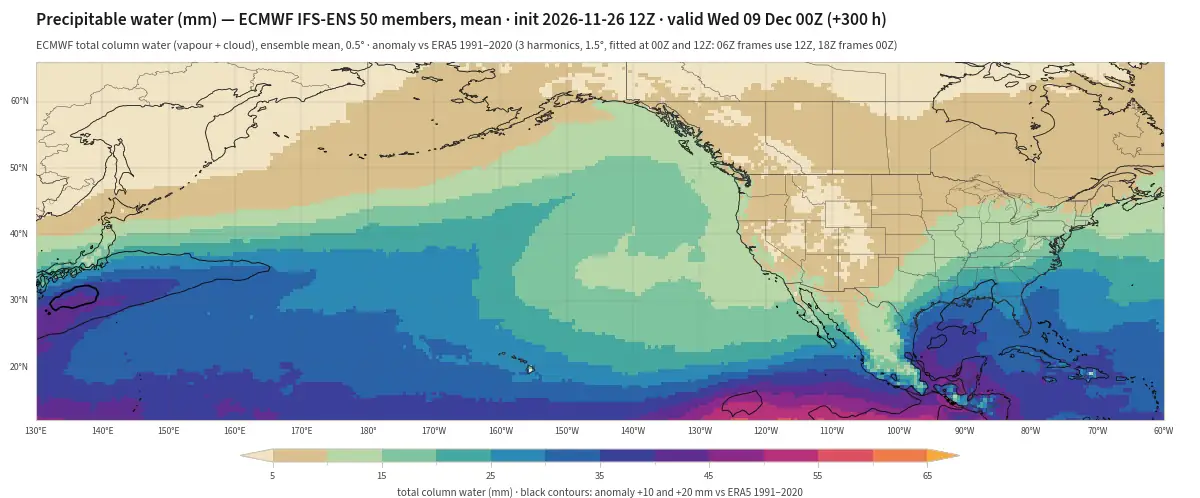 Precipitable water (mm) — ECMWF IFS-ENS 50 members, mean · init 2026-11-26 12Z · valid Wed 09 Dec 00Z (+300 h)
ECMWF total column water (vapour + cloud), ensemble mean, 0.5° · anomaly vs ERA5 1991–2020 (3 harmonics, 1.5°, fitted at 00Z and 12Z: 06Z frames use 12Z, 18Z frames 00Z)
60°N
50°N
40°N
30°N
20°N
130°E 140°E 150°E 160°E 170°E 180° 170°W 160°W 150°W 140°W 130°W 120°W 110°W 100°W 90°W 80°W 70°W 60°W
5 15 25 35 45 55 65
total column water (mm) · black contours: anomaly +10 and +20 mm vs ERA5 1991–2020